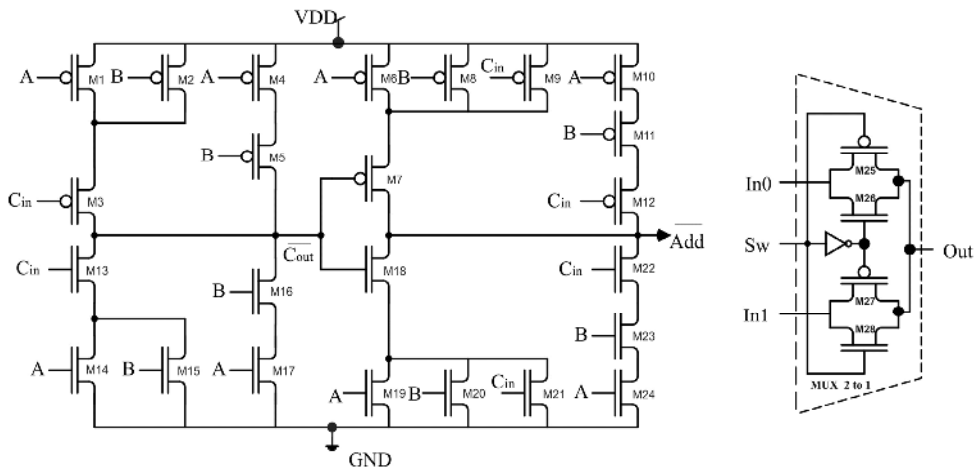 VDD
A M1 B M2 A M4 A M6 B M8 Cin M9 A M10
B M5 B M11
Cin M3 M7 Cin M12
Cout Add
Cin M13 B M16 M18 Cin M22
B M23
A M14 B M15 A M17 A M19 B M20 Cin M21 A M24
GND
M25
In0 M26
Sw Out
In1 M27
M28
MUX 2 to 1